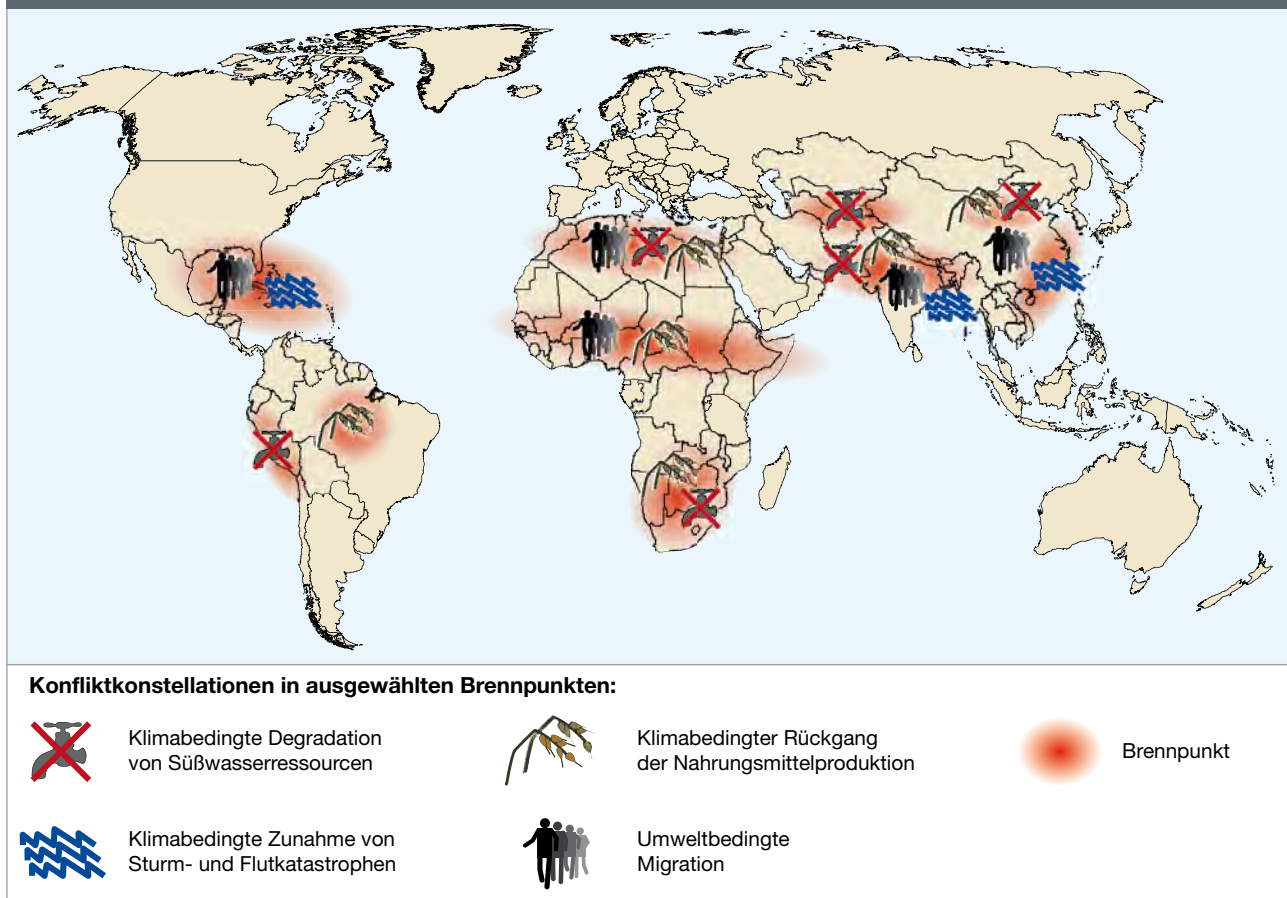 Konfliktkonstellationen in ausgewählten Brennpunkten:
Klimabedingte Degradation
von Süßwasserressourcen
Klimabedingter Rückgang
der Nahrungsmittelproduktion
Brennpunkt
Klimabedingte Zunahme von
Sturm- und Flutkatastrophen
Umweltbedingte
Migration